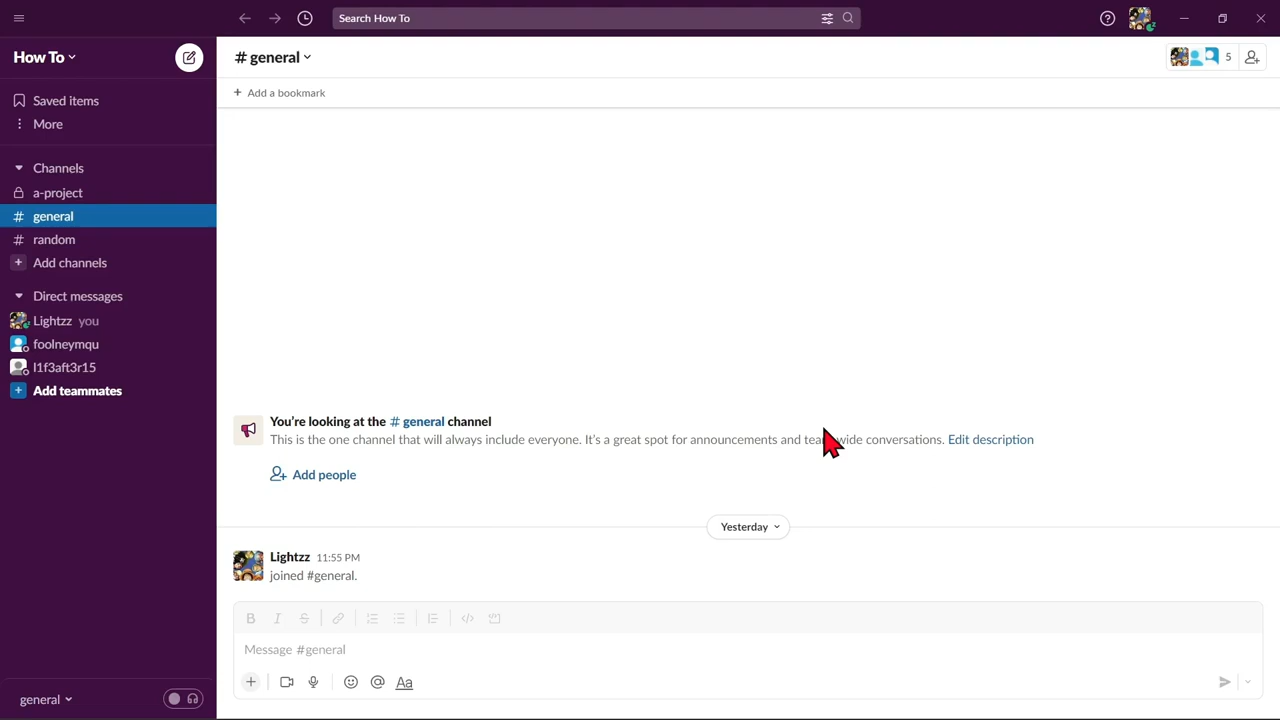 Search How To
How To
# general
5
+ Add a bookmark
Saved items
More
Channels
a-project
# general
# random
+ Add channels
Direct messages
Lightzz you
foolneymqu
l1f3aft3r15
+ Add teammates
You're looking at the # general channel
This is the one channel that will always include everyone. It's a great spot for announcements and wide conversations. Edit description
Add people
Yesterday
Lightzz 11:55 PM
joined #general.
B I S
Message #general
+ @ Aa
general